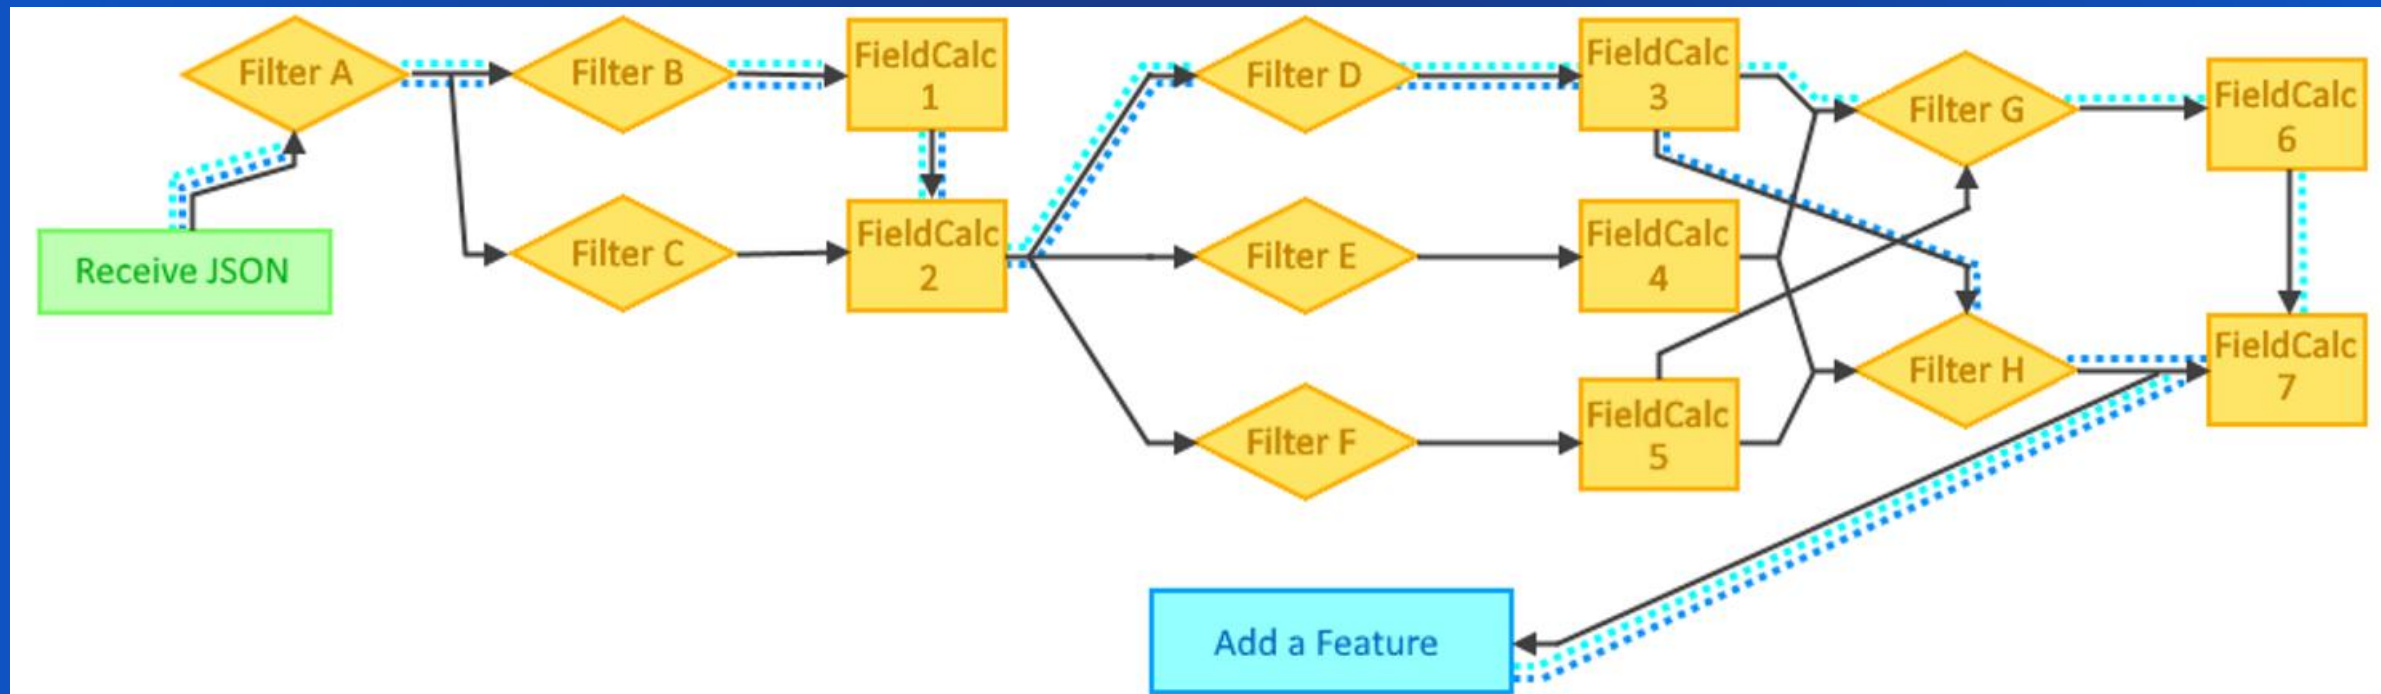 Filter A
Filter B
FieldCalc
1
Filter D
FieldCalc
3
Filter G
FieldCalc
6
Receive JSON
Filter C
FieldCalc
2
Filter E
FieldCalc
4
Filter H
FieldCalc
7
Filter F
FieldCalc
5
Add a Feature